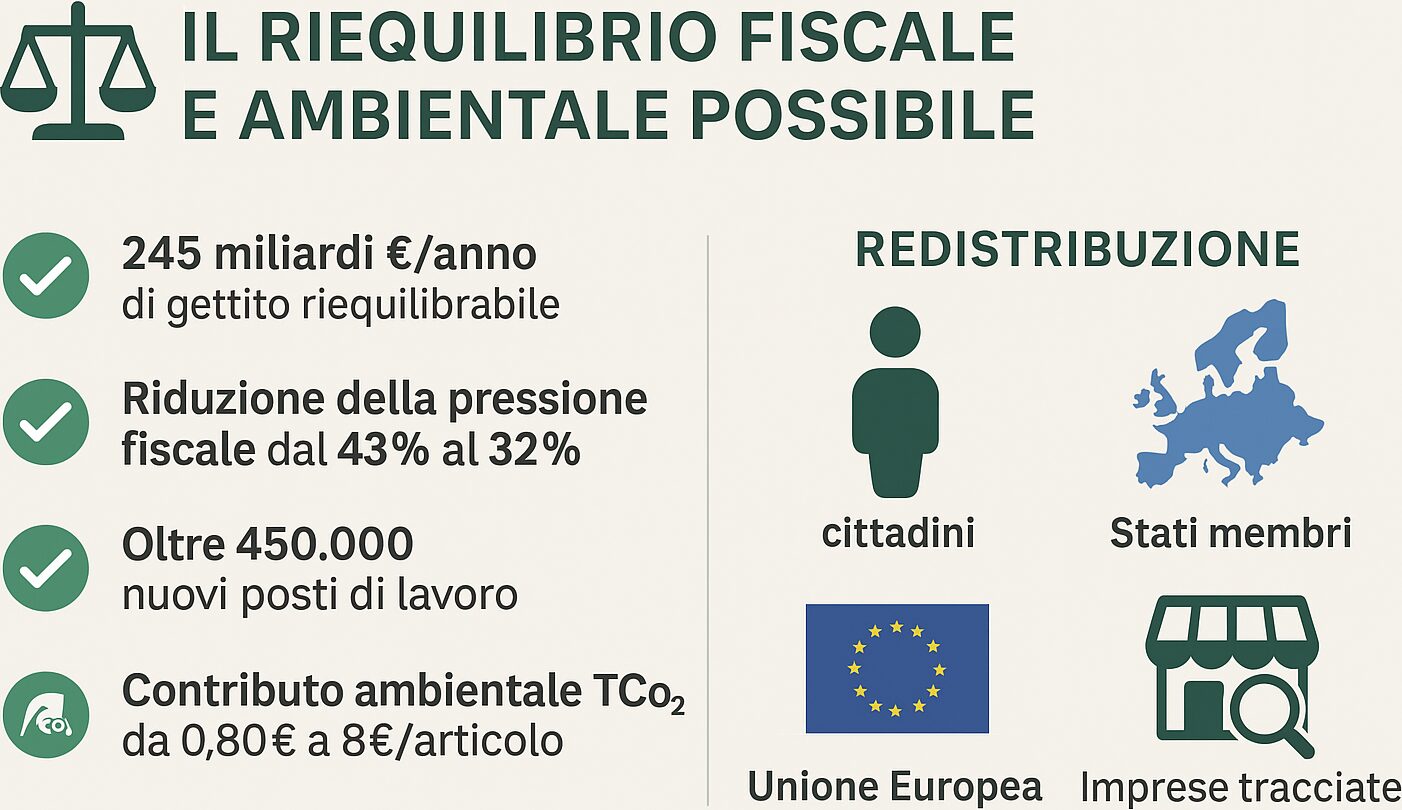 IL RIEQUILIBRIO FISCALE
E AMBIENTALE POSSIBILE
245 miliardi €/anno
di gettito riequilibrabile
Riduzione della pressione
fiscale dal 43% al 32%
Oltre 450.000
nuovi posti di lavoro
CO₂
Contributo ambientale TCo₂
da 0,80€ a 8€/articolo
REDISTRIBUZIONE
cittadini
Stati membri
Unione Europea
Imprese tracciate